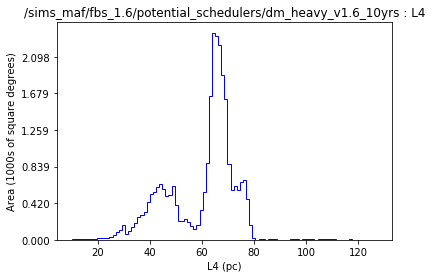 /sims_maf/fbs_1.6/potential_schedulers/dm_heavy_v1.6_10yrs : L4
2.098
1.679
1.259
0.839
0.420
0.000
Area (1000s of square degrees)
20 40 60 80 100 120
L4 (pc)